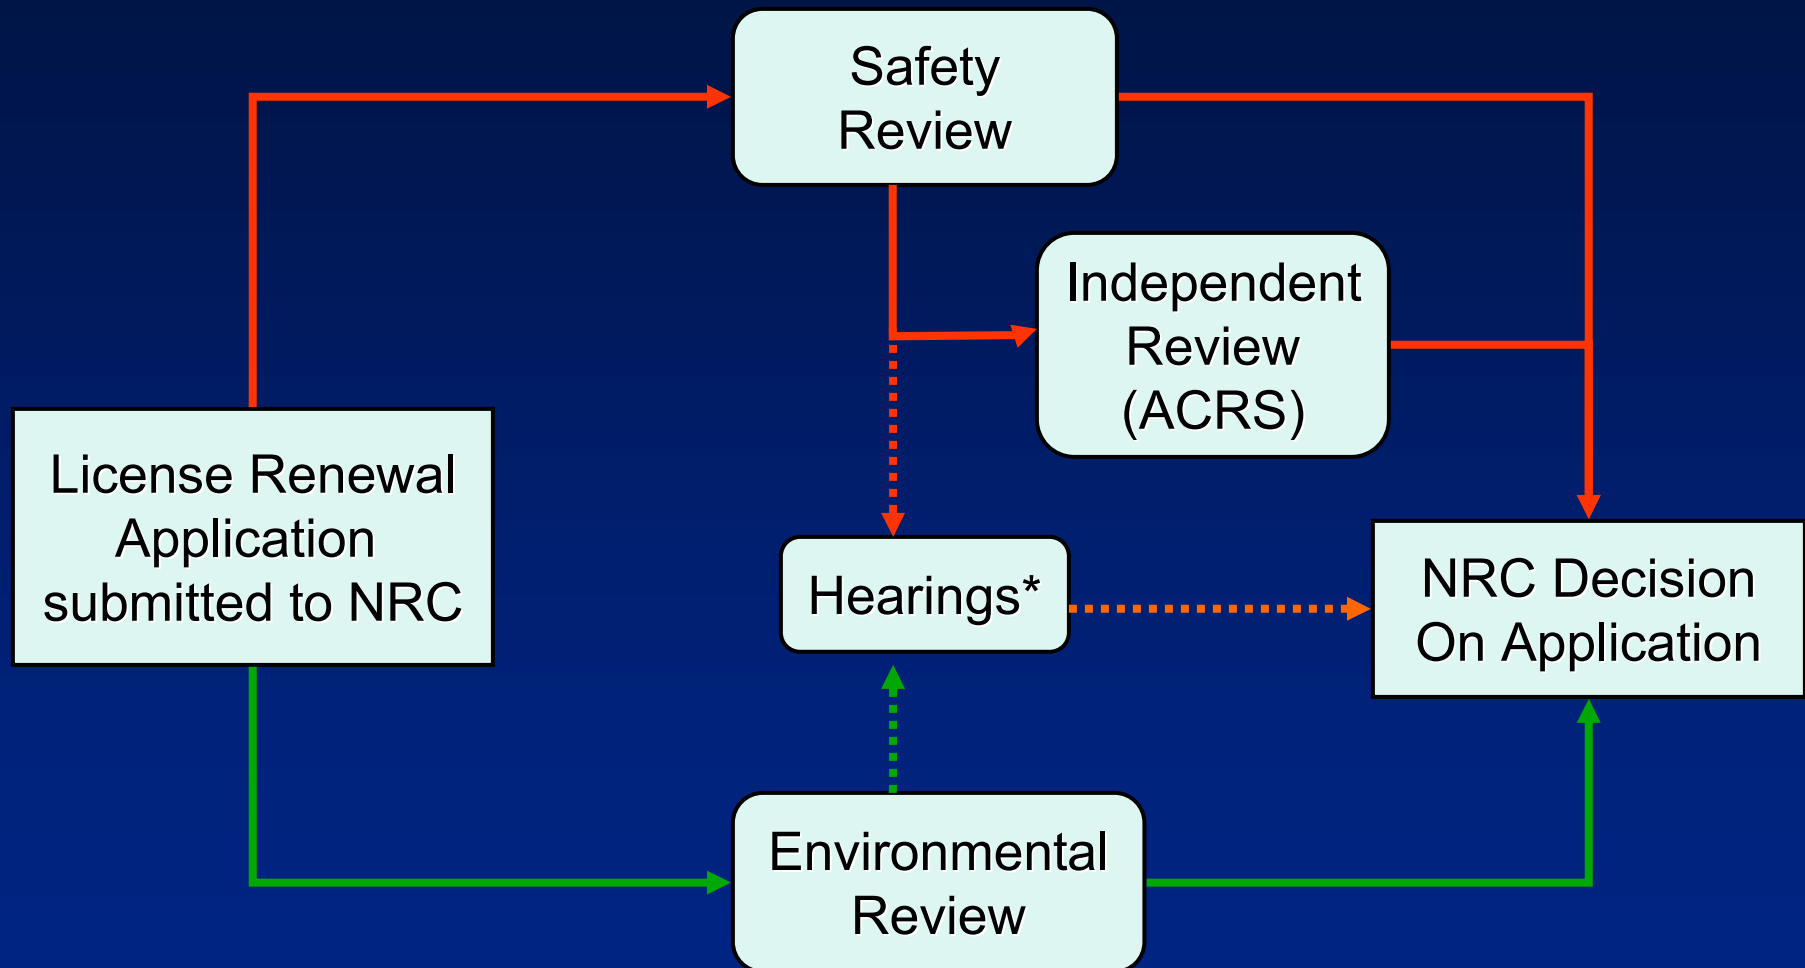 Safety
Review
Independent
Review
(ACRS)
License Renewal
Application
submitted to NRC
Hearings*
NRC Decision
On Application
Environmental
Review